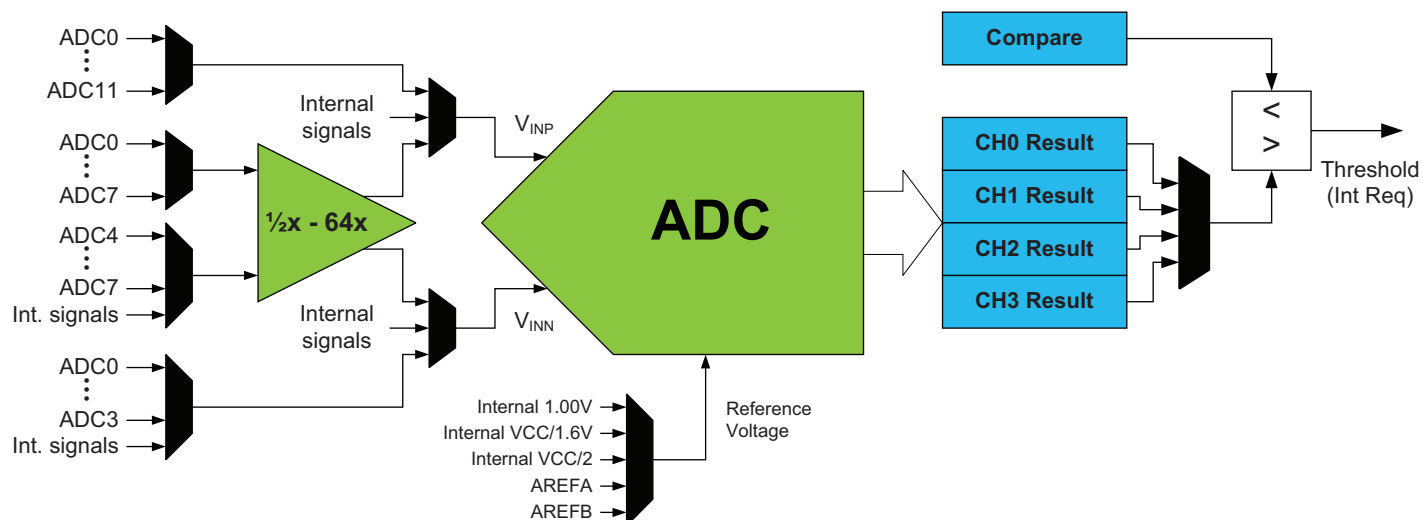 ADC0
ADC11
ADC0
ADC7
ADC4
ADC7
Int. signals
ADC0
ADC3
Int. signals
½x - 64x
Internal
signals
Internal
signals
VINP
VINN
ADC
Internal 1.00V
Internal VCC/1.6V
Internal VCC/2
AREFA
AREFB
Reference
Voltage
Compare
CH0 Result
CH1 Result
CH2 Result
CH3 Result
<
>
Threshold
(Int Req)